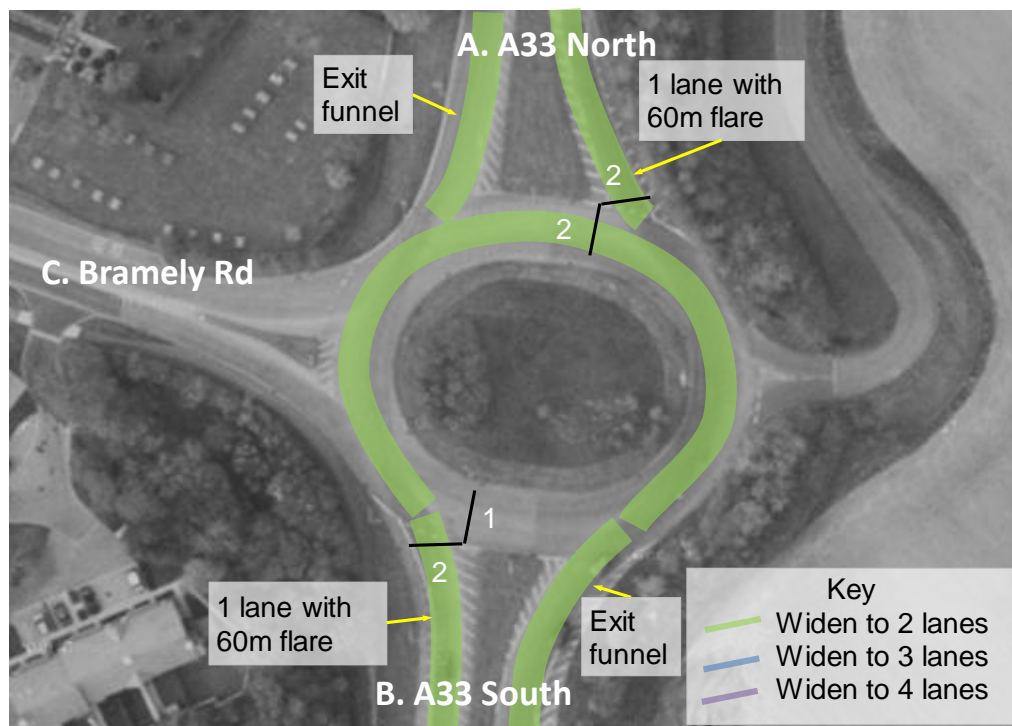 A. A33 North
Exit
funnel
1 lane with
60m flare
2
2
C. Bramely Rd
1
2
1 lane with
60m flare
Exit
funnel
B. A33 South
Key
Widen to 2 lanes
Widen to 3 lanes
Widen to 4 lanes